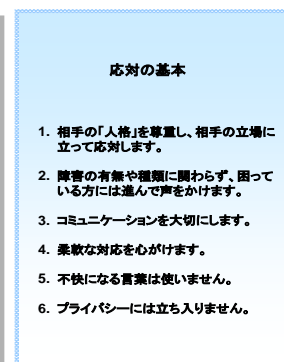 応対の基本
1. 相手の「人格」を尊重し、相手の立場に
立って応対します。
2. 障害の有無や種類に関わらず、困って
いる方には進んで声をかけます。
3. コミュニケーションを大切にします。
4. 柔軟な対応を心がけます。
5. 不快になる言葉は使いません。
6. プライバシーには立ち入りません。